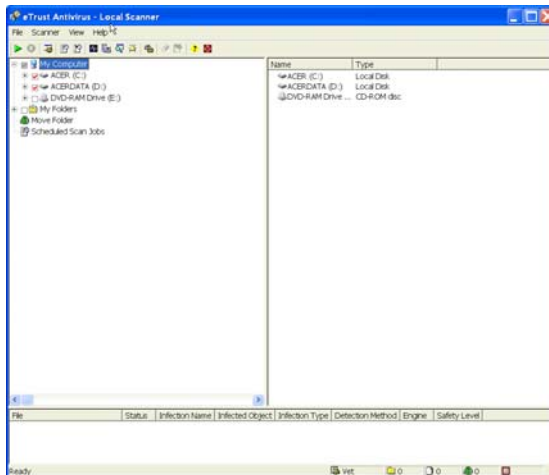 eTrust Antivirus - Local Scanner
File Scanner View Help
My Computer
ACER (C:)
ACERDATA (D:)
DVD-RAM Drive (E:)
My Folders
Move Folder
Scheduled Scan Jobs
Name Type
ACER (C:) Local Disk
ACERDATA (D:) Local Disk
DVD-RAM Drive ... CD-ROM disc
File Status Infection Name Infected Object Infection Type Detection Method Engine Safety Level
Ready Vet 0 0 0